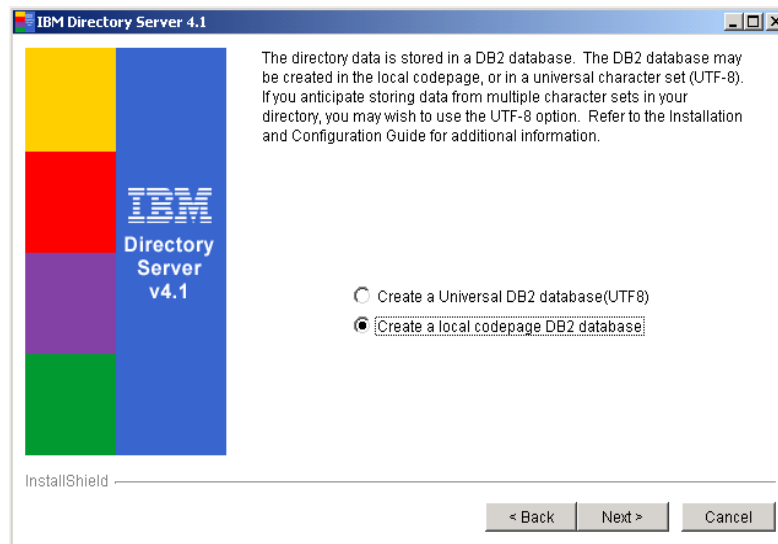 IBM Directory Server 4.1
The directory data is stored in a DB2 database. The DB2 database may
be created in the local codepage, or in a universal character set (UTF-8).
If you anticipate storing data from multiple character sets in your
directory, you may wish to use the UTF-8 option. Refer to the Installation
and Configuration Guide for additional information.
IBM
Directory
Server
v4.1
Create a Universal DB2 database(UTF8)
Create a local codepage DB2 database
InstallShield
< Back
Next >
Cancel